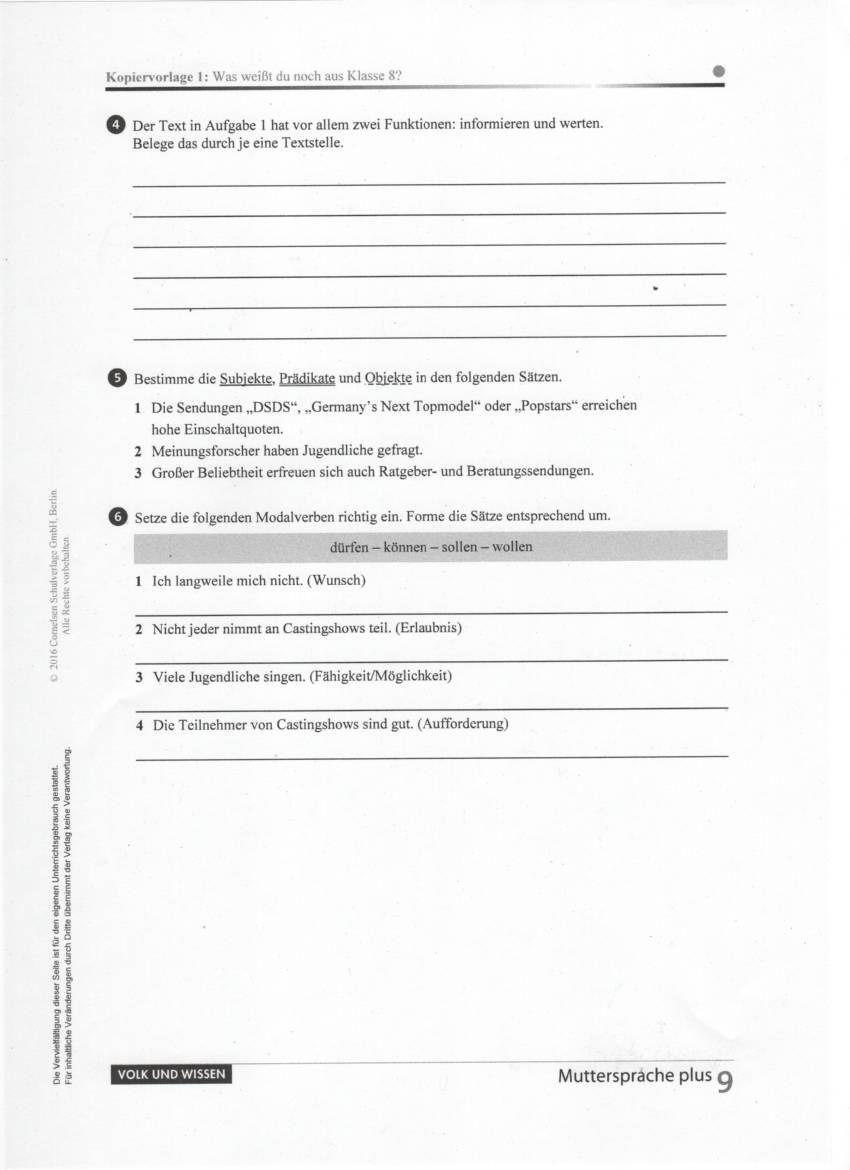 Kopiervorlage 1: Was weißt du noch aus Klasse 8?
4 Der Text in Aufgabe 1 hat vor allem zwei Funktionen: informieren und werten.
Belege das durch je eine Textstelle.
5 Bestimme die Subjekte, Prädikate und Objekte in den folgenden Sätzen.
1 Die Sendungen „DSDS“, „Germany's Next Topmodel“ oder „Popstars“ erreichen
hohe Einschaltquoten.
2 Meinungsforscher haben Jugendliche gefragt.
3 Großer Beliebtheit erfreuen sich auch Ratgeber- und Beratungssendungen.
6 Setze die folgenden Modalverben richtig ein. Forme die Sätze entsprechend um.
dürfen – können – sollen – wollen
1 Ich langweile mich nicht. (Wunsch)
2 Nicht jeder nimmt an Castingshows teil. (Erlaubnis)
3 Viele Jugendliche singen. (Fähigkeit/Möglichkeit)
4 Die Teilnehmer von Castingshows sind gut. (Aufforderung)
© 2016 Cornelsen Schulverlage GmbH, Berlin.
Alle Rechte vorbehalten.
Die Vervielfältigung dieser Seite ist für den eigenen Unterrichtsgebrauch gestattet.
Für inhaltliche Veränderungen durch Dritte übernimmt der Verlag keine Verantwortung.
VOLK UND WISSEN
Muttersprache plus 9